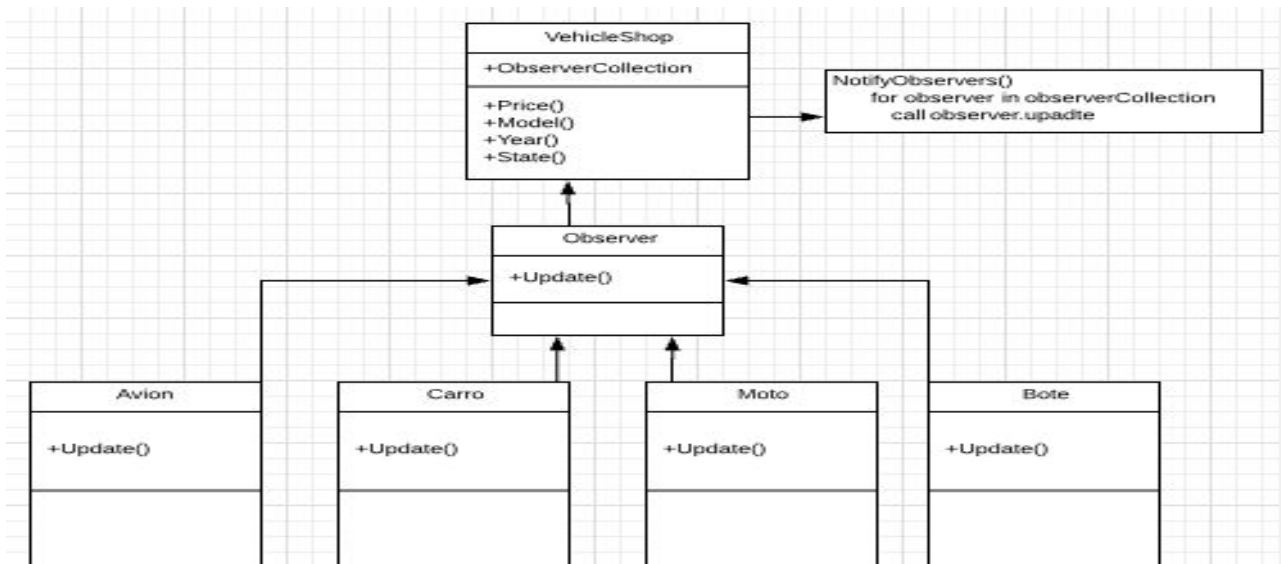 VehicleShop
+ObserverCollection
+Price()
+Model()
+Year()
+State()
NotifyObservers()
for observer in observerCollection
call observer.upadte
Observer
+Update()
Avion
+Update()
Carro
+Update()
Moto
+Update()
Bote
+Update()